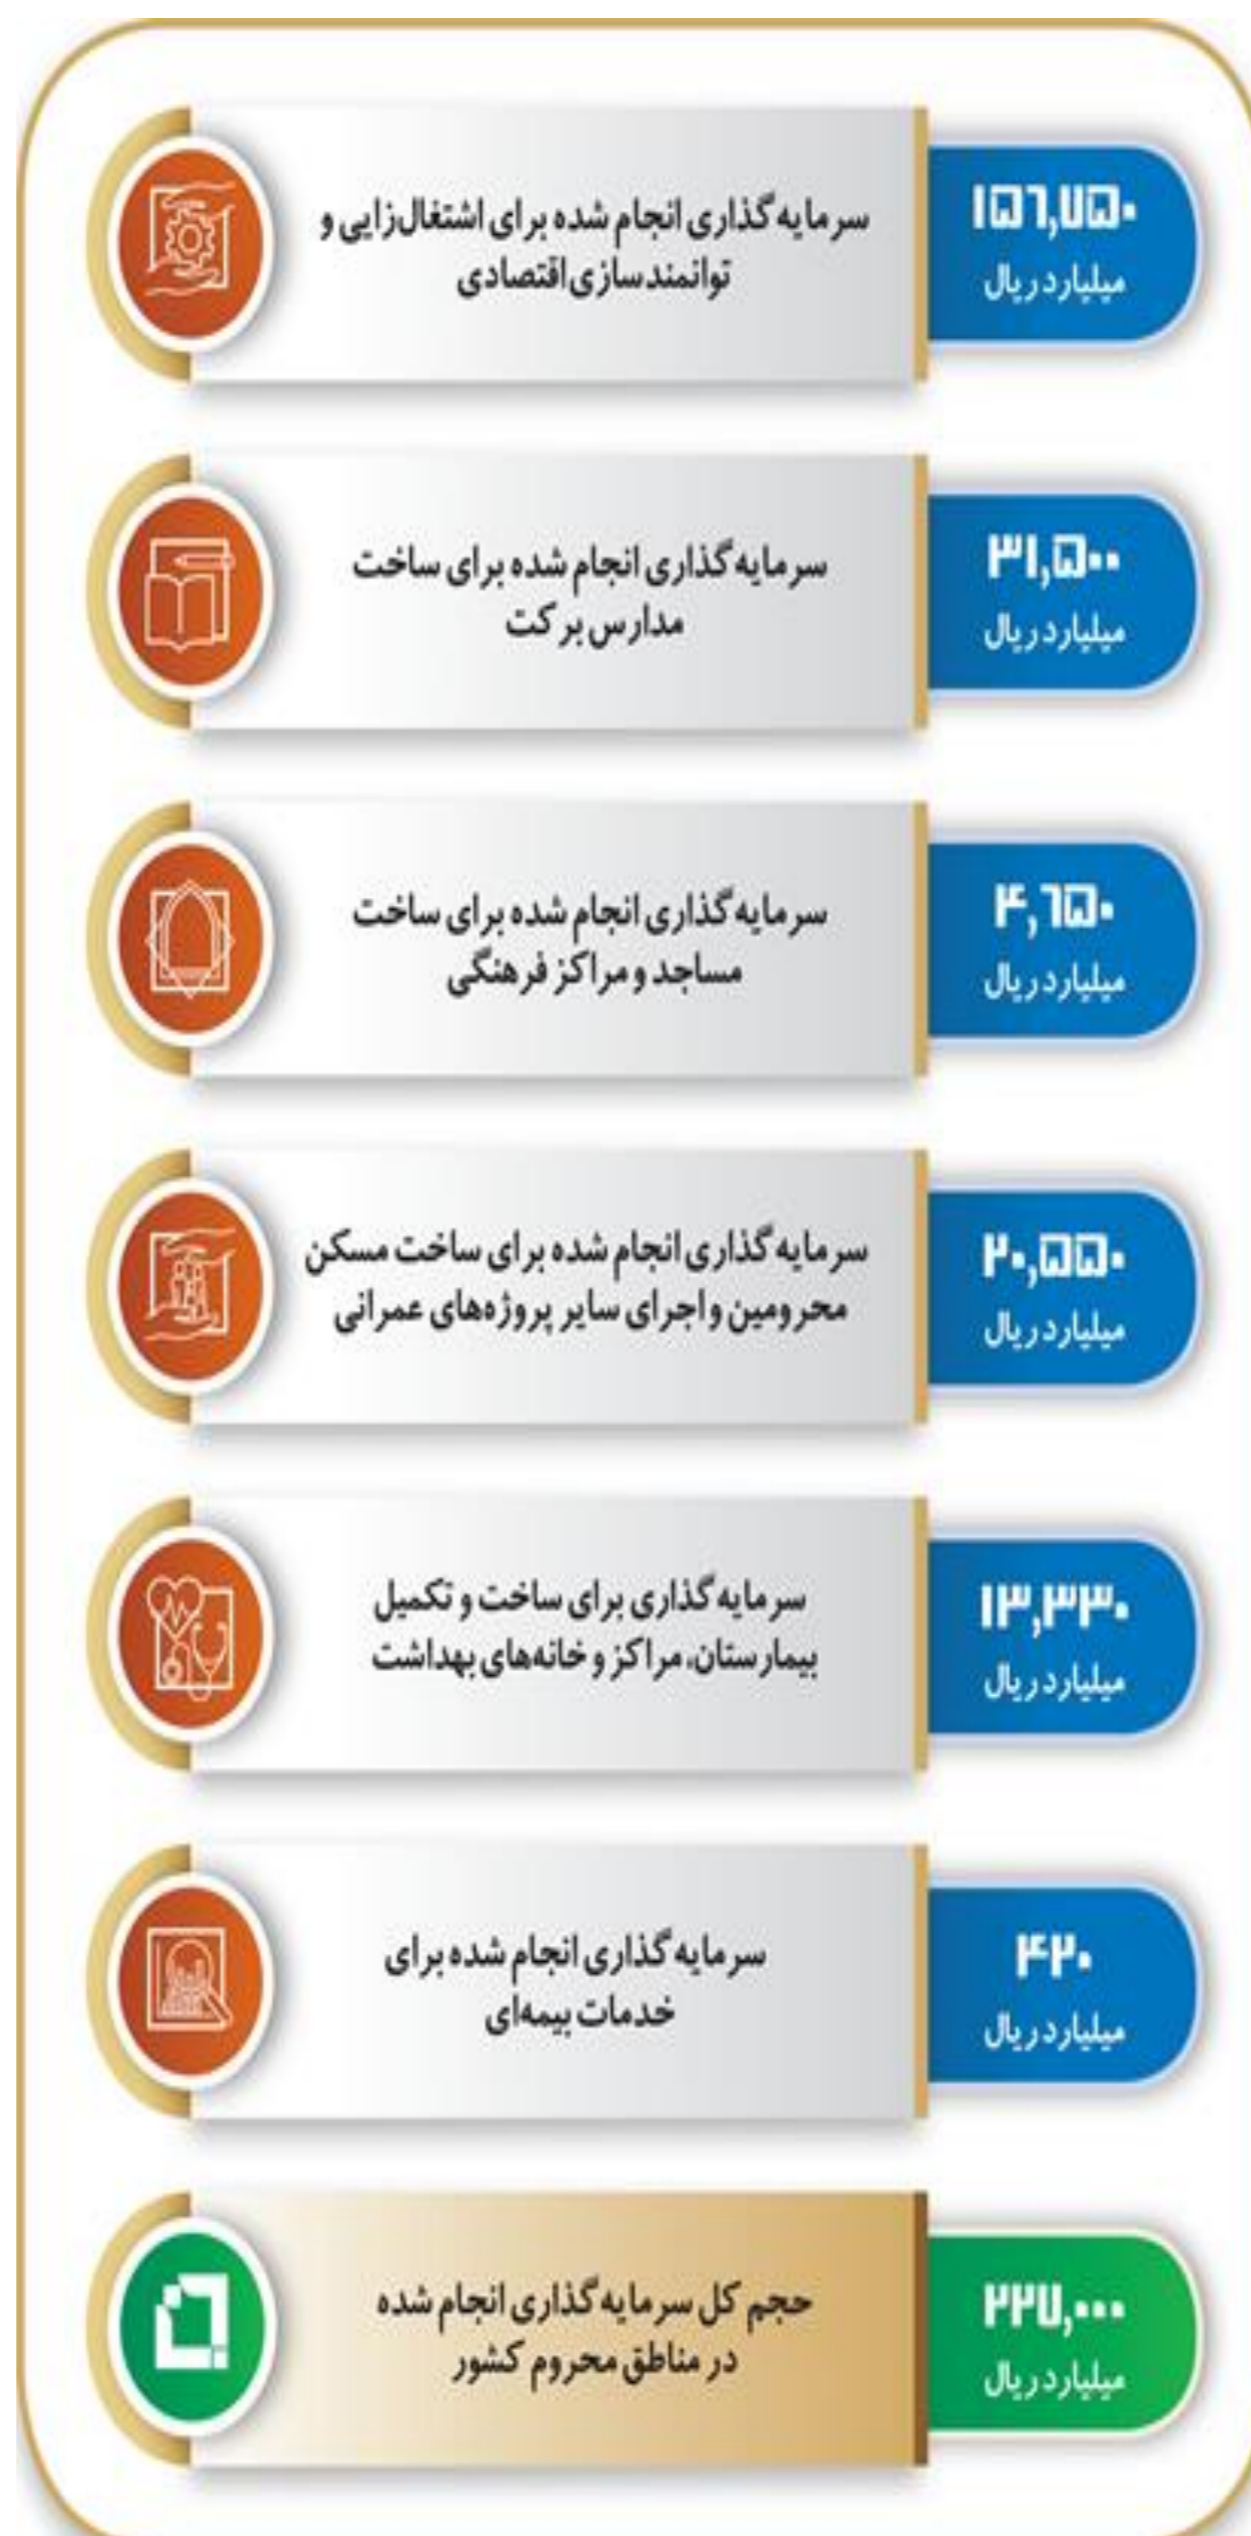 ۱۵۶,۷۵۰
میلیارد ریال
سرمایه‌گذاری انجام شده برای اشتغال‌زایی و
توانمندسازی اقتصادی
۳۱,۵۰۰
میلیارد ریال
سرمایه‌گذاری انجام شده برای ساخت
مدارس برکت
۴,۶۵۰
میلیارد ریال
سرمایه‌گذاری انجام شده برای ساخت
مساجد و مراکز فرهنگی
۲۰,۵۵۰
میلیارد ریال
سرمایه‌گذاری انجام شده برای ساخت مسکن
محرومین و اجرای سایر پروژه‌های عمرانی
۱۳,۳۳۰
میلیارد ریال
سرمایه‌گذاری برای ساخت و تکمیل
بیمارستان، مراکز و خانه‌های بهداشت
۴۲۰
میلیارد ریال
سرمایه‌گذاری انجام شده برای
خدمات بیمه‌ای
۲۲۷,۰۰۰
میلیارد ریال
حجم کل سرمایه‌گذاری انجام شده
در مناطق محروم کشور